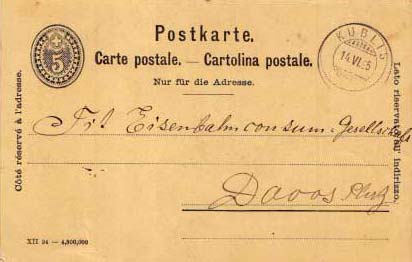 Postkarte.
Carte postale. — Cartolina postale.
Nur für die Adresse.
5
KÜBLIS
14.VI.
Côté réservé à l'adresse.
Lato riservato all' indirizzo.
Tit Eisenbahnconsum-Gesellschaft
Davos Platz
XII 94 — 4,800,000